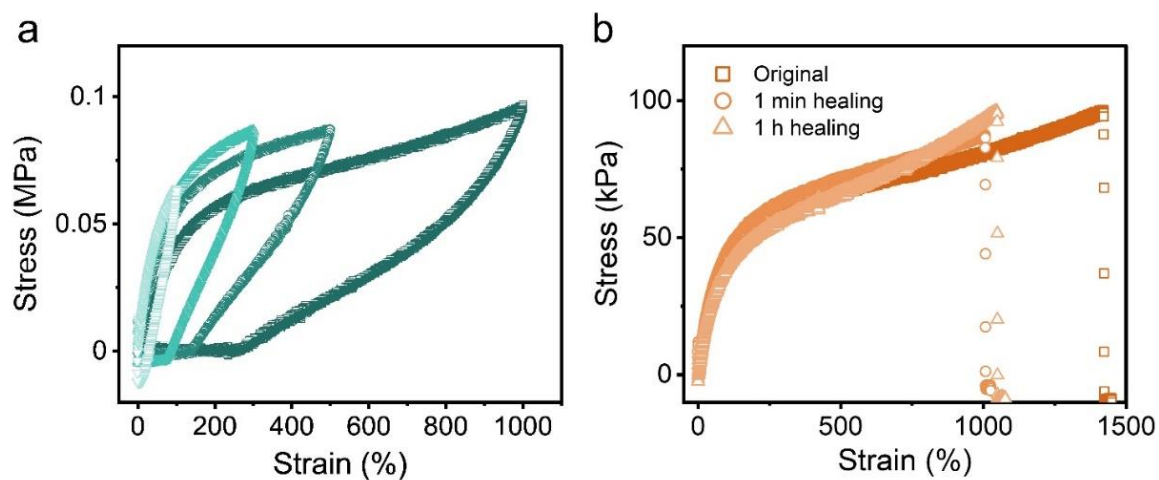 a
Stress (MPa)
0.1
0.05
0
0 200 400 600 800 1000
Strain (%)
b
Stress (kPa)
100
50
0
Original
1 min healing
1 h healing
0 500 1000 1500
Strain (%)